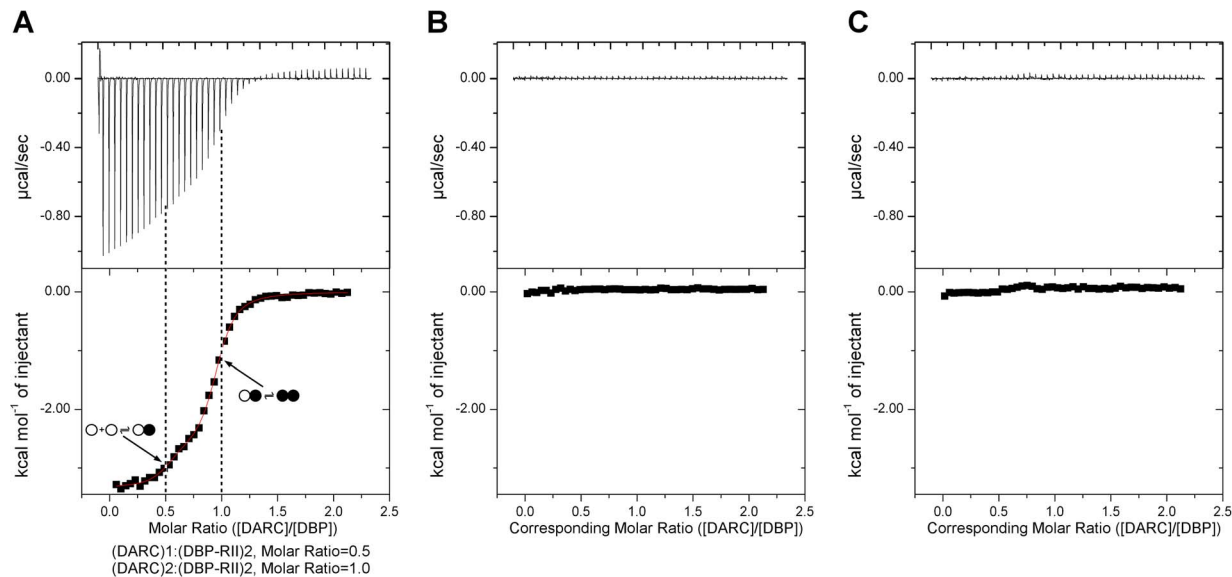 A
B
C
0.00
-0.40
-0.80
µcal/sec
0.00
-2.00
kcal mol⁻¹ of injectant
0.0 0.5 1.0 1.5 2.0 2.5
Molar Ratio ([DARC]/[DBP])
(DARC)1:(DBP-RII)2, Molar Ratio=0.5
(DARC)2:(DBP-RII)2, Molar Ratio=1.0
0.00
-0.40
-0.80
µcal/sec
0.00
-2.00
kcal mol⁻¹ of injectant
0.0 0.5 1.0 1.5 2.0 2.5
Corresponding Molar Ratio ([DARC]/[DBP])
0.00
-0.40
-0.80
µcal/sec
0.00
-2.00
kcal mol⁻¹ of injectant
0.0 0.5 1.0 1.5 2.0 2.5
Corresponding Molar Ratio ([DARC]/[DBP])